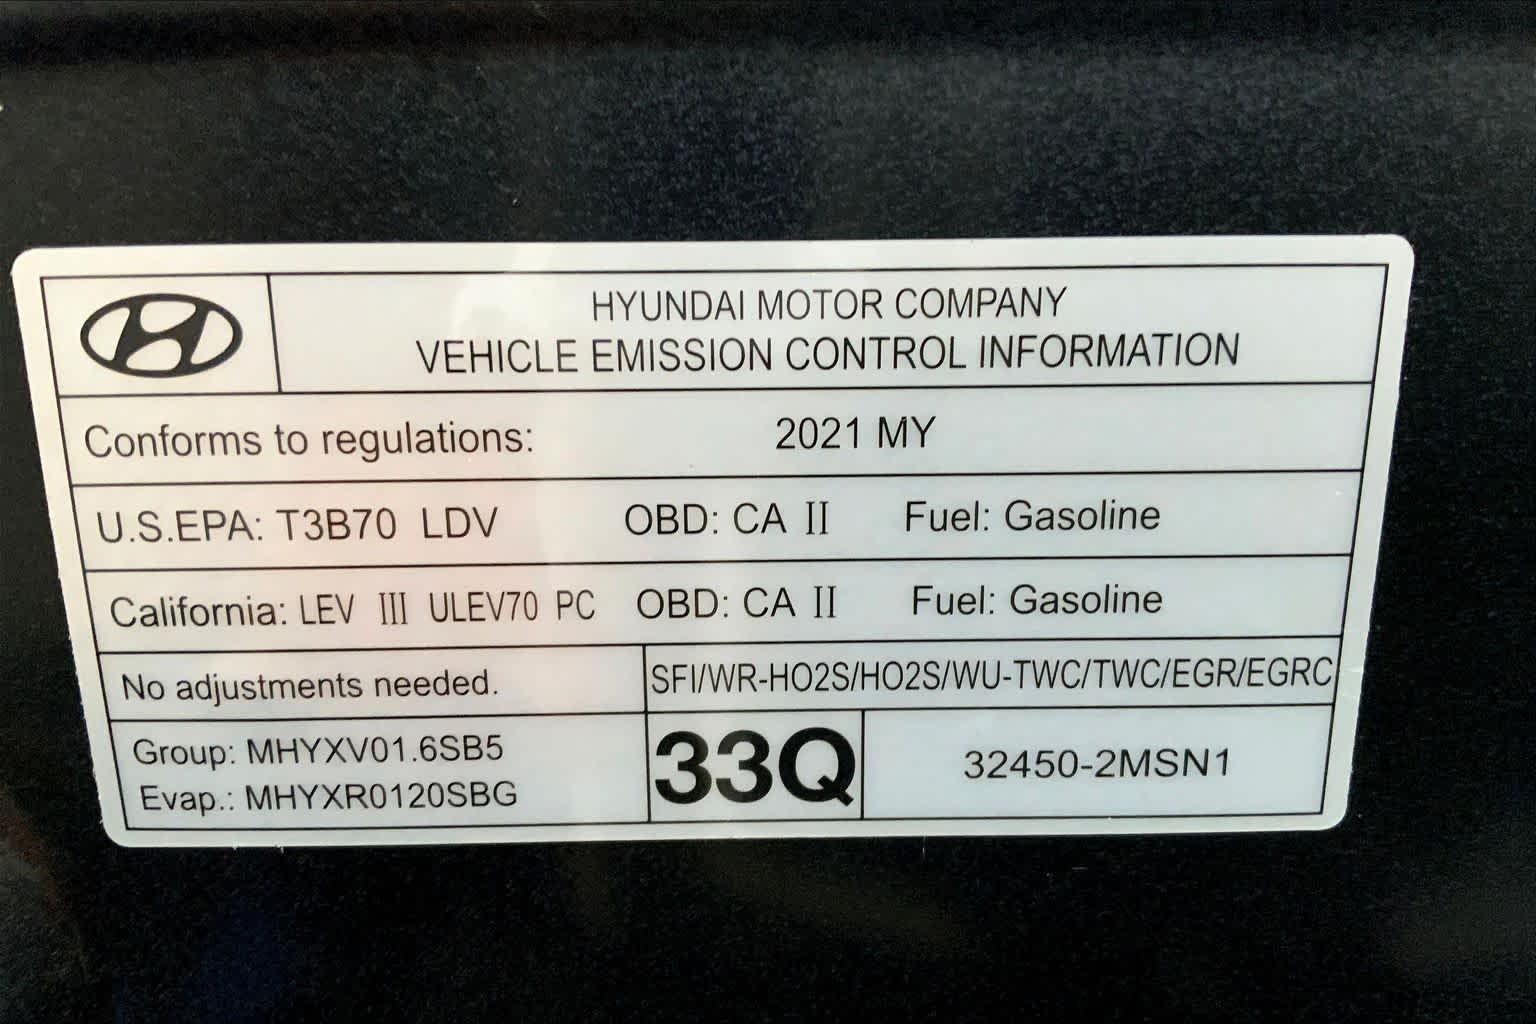 HYUNDAI MOTOR COMPANY
VEHICLE EMISSION CONTROL INFORMATION
Conforms to regulations: 2021 MY
U.S.EPA: T3B70 LDV OBD: CA II Fuel: Gasoline
California: LEV III ULEV70 PC OBD: CA II Fuel: Gasoline
No adjustments needed. SFI/WR-HO2S/HO2S/WU-TWC/TWC/EGR/EGRC
Group: MHYXV01.6SB5
Evap.: MHYXR0120SBG
33Q
32450-2MSN1